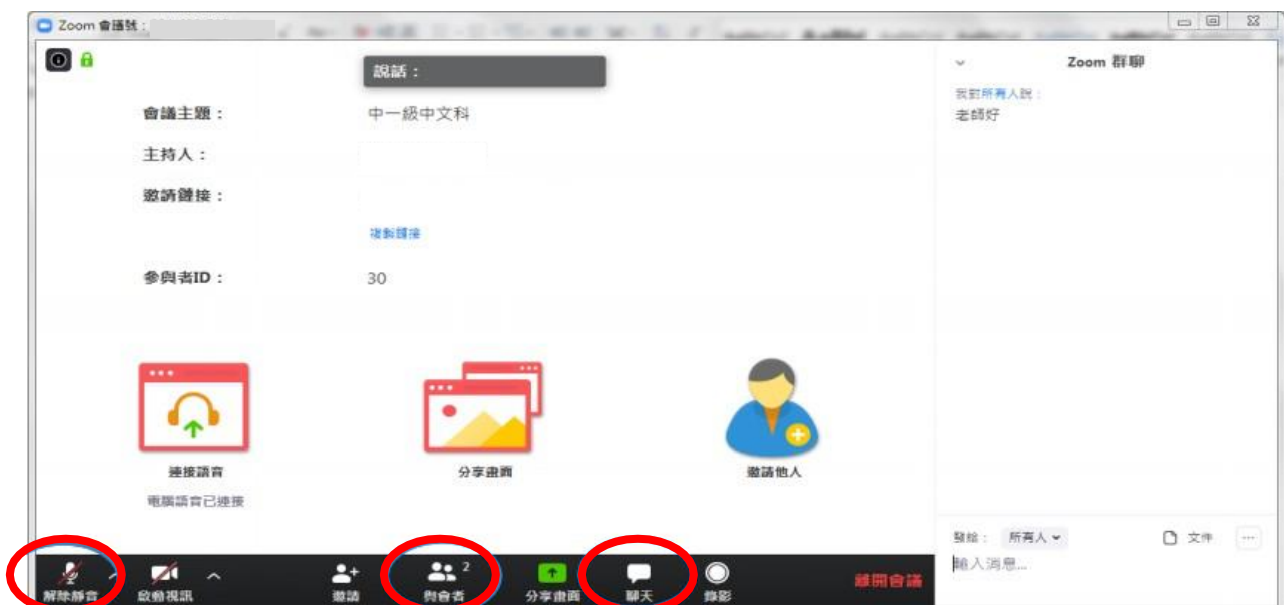 Zoom 會議號：
說話：
Zoom 群聊
我對所有人說：
老師好
會議主題：
中一級中文科
主持人：
邀請鏈接：
複製鏈接
參與者ID：
30
連接語音
分享畫面
邀請他人
電腦語音已連接
發給： 所有人
文件
輸入消息...
解除靜音
啟動視訊
邀請
2
與會者
分享畫面
聊天
錄影
離開會議